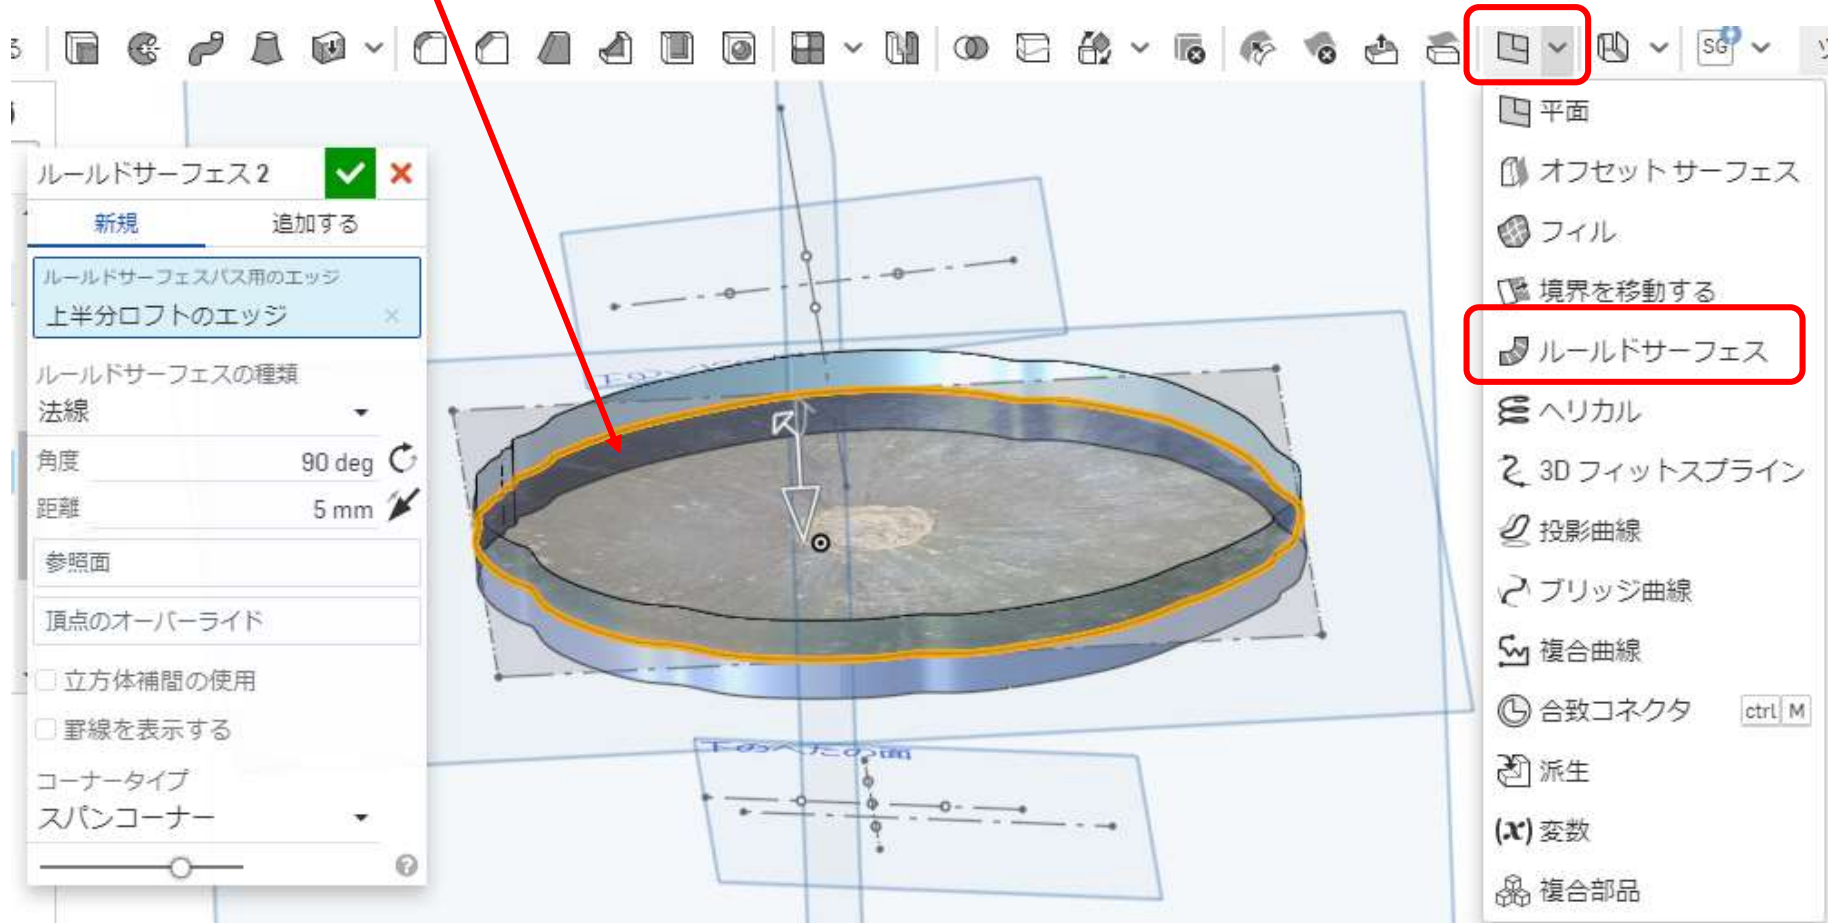 SG
平面
オフセット サーフェス
フィル
境界を移動する
ルールドサーフェス
ヘリカル
3D フィットスプライン
投影曲線
ブリッジ曲線
複合曲線
合致コネクタ ctrl M
派生
(x) 変数
複合部品
ルールドサーフェス 2
新規 追加する
ルールドサーフェスパス用のエッジ
上半分ロフトのエッジ
ルールドサーフェスの種類
法線
角度 90 deg
距離 5 mm
参照面
頂点のオーバーライド
立方体補間の使用
罫線を表示する
コーナータイプ
スパンコーナー
下のへたの面